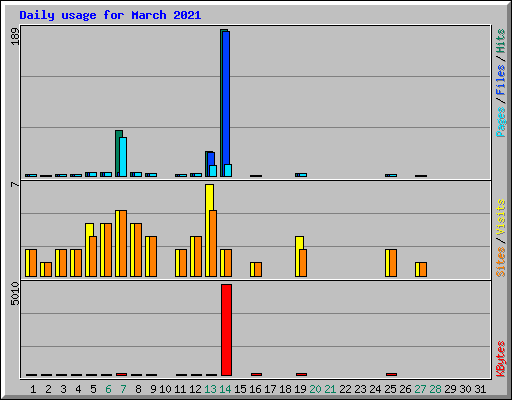 Daily usage for March 2021
189
Pages / Files / Hits
7
Sites / Visits
5010
KBytes
1 2 3 4 5 6 7 8 9 10 11 12 13 14 15 16 17 18 19 20 21 22 23 24 25 26 27 28 29 30 31